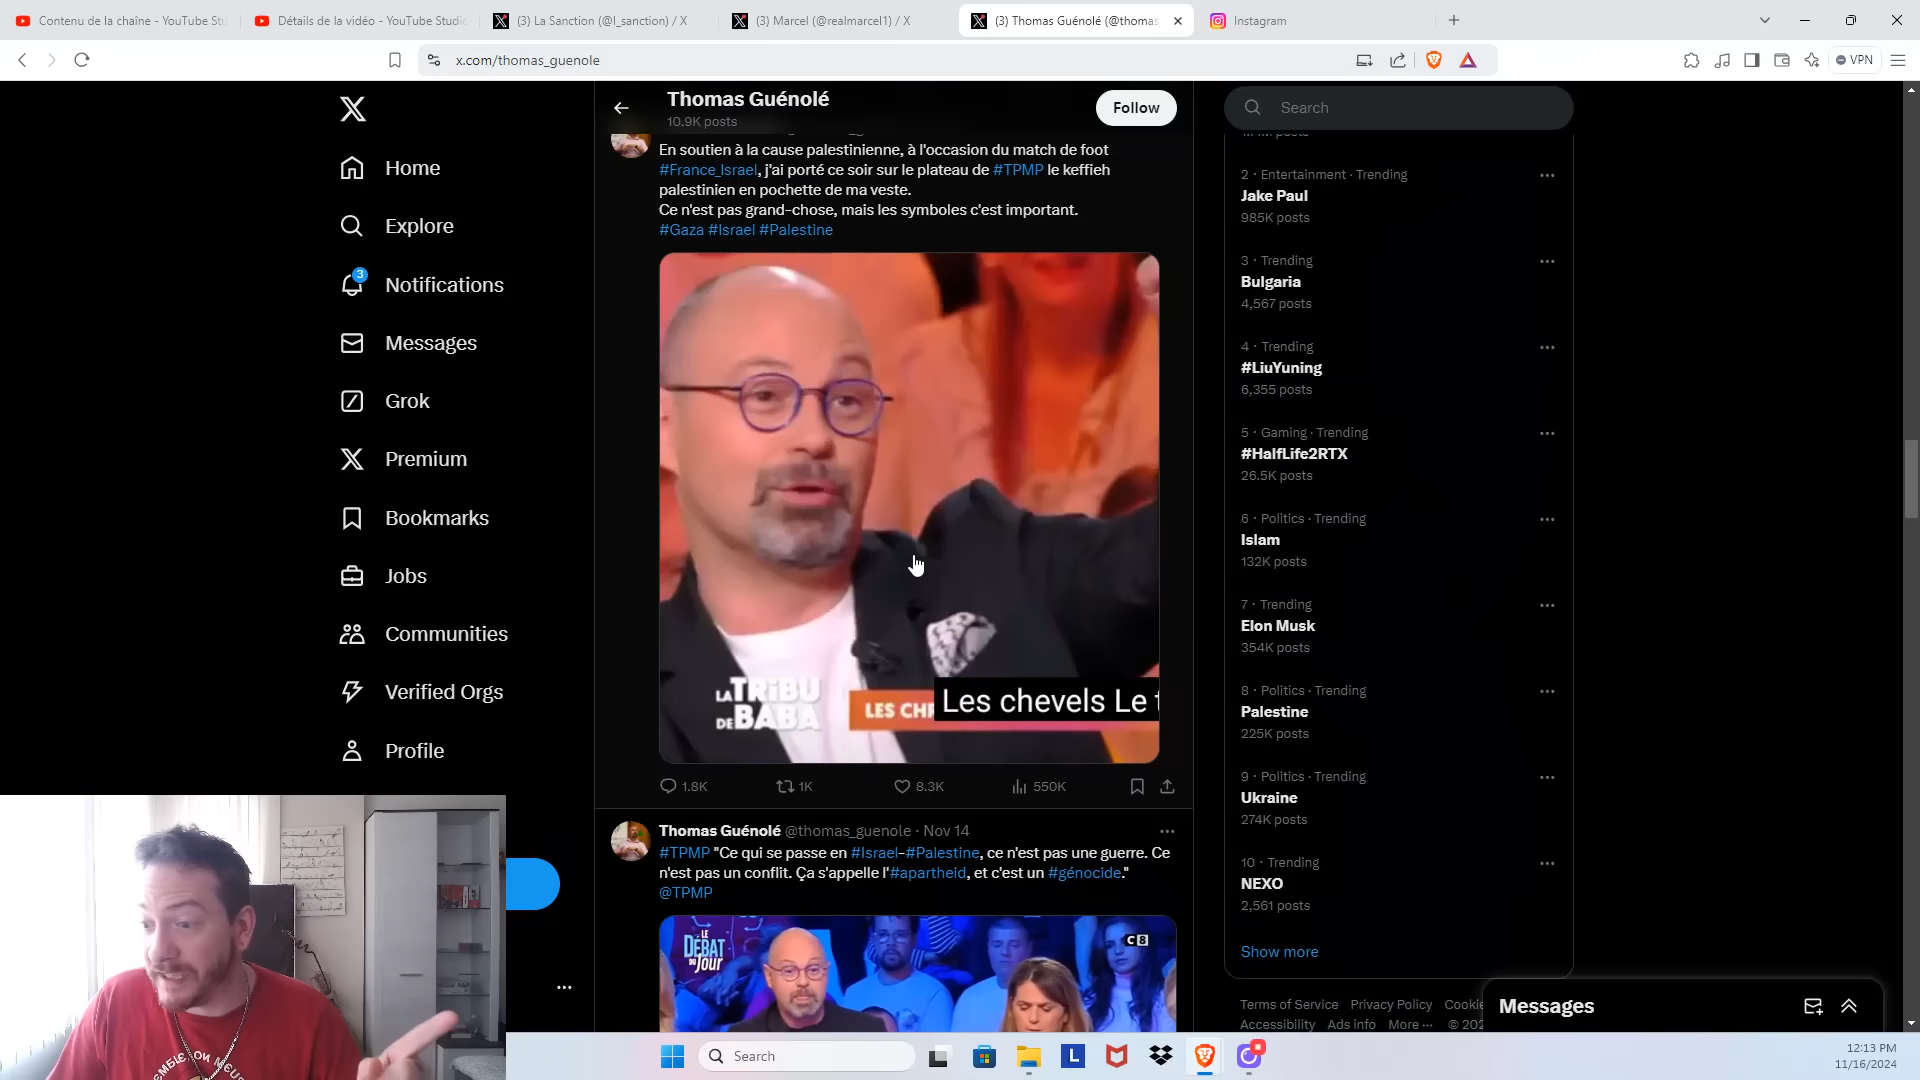 Contenu de la chaîne - YouTube Stu
Détails de la vidéo - YouTube Studio
(3) La Sanction (@l_sanction) / X
(3) Marcel (@realmarcel1) / X
(3) Thomas Guénolé (@thomas
Instagram
x.com/thomas_guenole
VPN
Home
Explore
3
Notifications
Messages
Grok
Premium
Bookmarks
Jobs
Communities
Verified Orgs
Profile
Thomas Guénolé
10.9K posts
Follow
En soutien à la cause palestinienne, à l'occasion du match de foot
#France_Israel, j'ai porté ce soir sur le plateau de #TPMP le keffieh
palestinien en pochette de ma veste.
Ce n'est pas grand-chose, mais les symboles c'est important.
#Gaza #Israel #Palestine
LA TRiBU
DE BABA
LES CHR
Les chevels Le t
1.8K
1K
8.3K
550K
Thomas Guénolé @thomas_guenole · Nov 14
#TPMP "Ce qui se passe en #Israel-#Palestine, ce n'est pas une guerre. Ce
n'est pas un conflit. Ça s'appelle l'#apartheid, et c'est un #génocide."
@TPMP
LE
DÉBAT
DU JOUR
C8
Search
2 · Entertainment · Trending
Jake Paul
985K posts
3 · Trending
Bulgaria
4,567 posts
4 · Trending
#LiuYuning
6,355 posts
5 · Gaming · Trending
#HalfLife2RTX
26.5K posts
6 · Politics · Trending
Islam
132K posts
7 · Trending
Elon Musk
354K posts
8 · Politics · Trending
Palestine
225K posts
9 · Politics · Trending
Ukraine
274K posts
10 · Trending
NEXO
2,561 posts
Show more
Terms of Service Privacy Policy Cookie
Accessibility Ads info More ··· © 202
Messages
Search
L
12:13 PM
11/16/2024